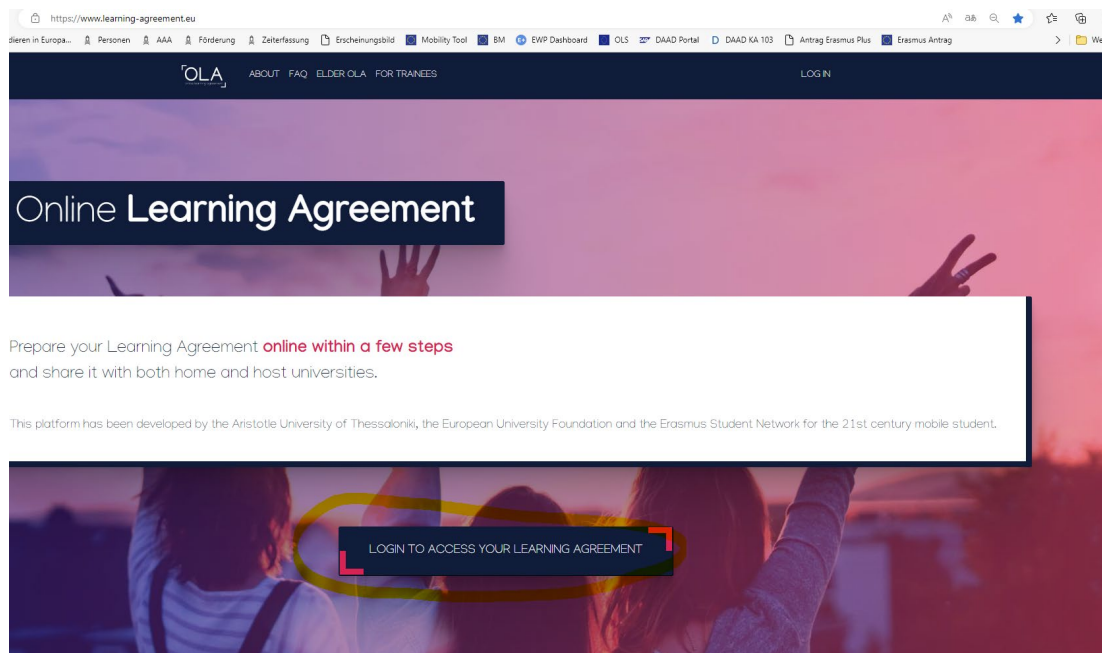 https://www.learning-agreement.eu
dieren in Europa... Personen AAA Förderung Zeiterfassung Erscheinungsbild Mobility Tool BM EWP Dashboard OLS DAAD Portal D DAAD KA 103 Antrag Erasmus Plus Erasmus Antrag > We
OLA ABOUT FAQ ELDER OLA FOR TRAINEES LOG IN
Online Learning Agreement
Prepare your Learning Agreement online within a few steps
and share it with both home and host universities.
This platform has been developed by the Aristotle University of Thessaloniki, the European University Foundation and the Erasmus Student Network for the 21st century mobile student.
LOGIN TO ACCESS YOUR LEARNING AGREEMENT